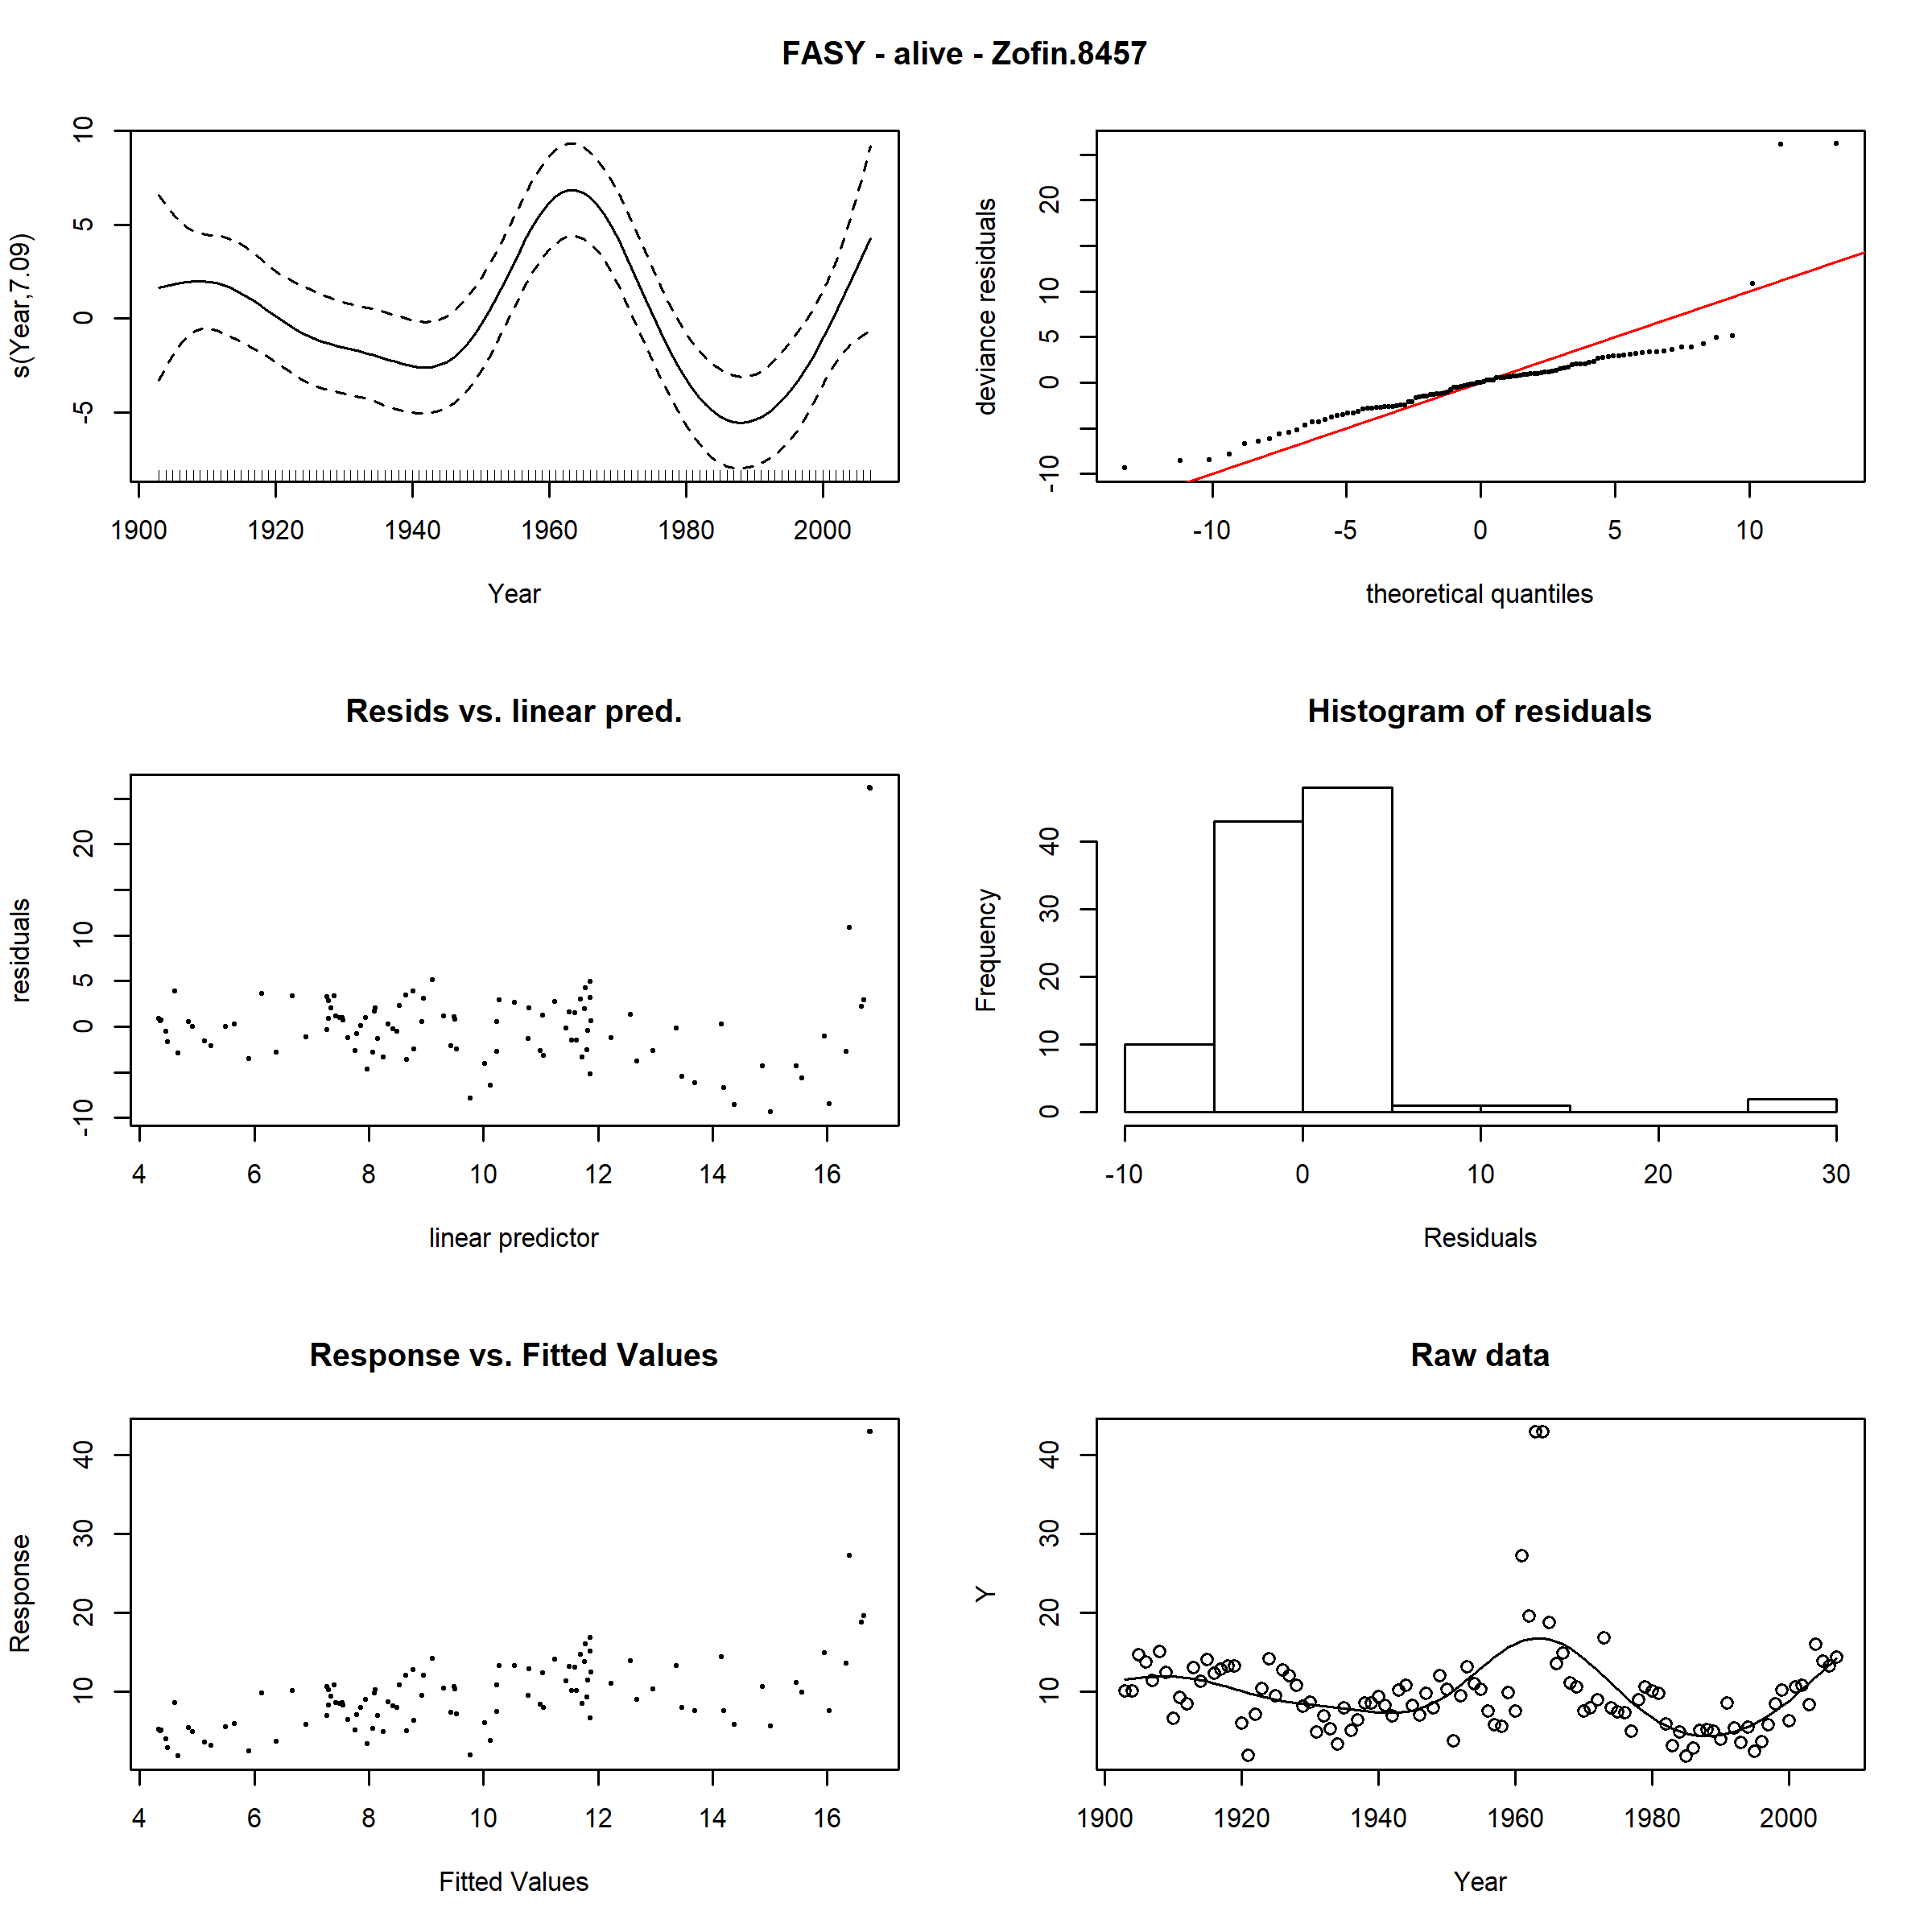 FASY - alive - Zofin.8457
s(Year,7.09)
-5 0 5 10
1900 1920 1940 1960 1980 2000
Year
deviance residuals
-10 0 5 10 20
-10 -5 0 5 10
theoretical quantiles
Resids vs. linear pred.
residuals
-10 0 5 10 20
4 6 8 10 12 14 16
linear predictor
Histogram of residuals
Frequency
0 10 20 30 40
-10 0 10 20 30
Residuals
Response vs. Fitted Values
Response
10 20 30 40
4 6 8 10 12 14 16
Fitted Values
Raw data
Y
10 20 30 40
1900 1920 1940 1960 1980 2000
Year